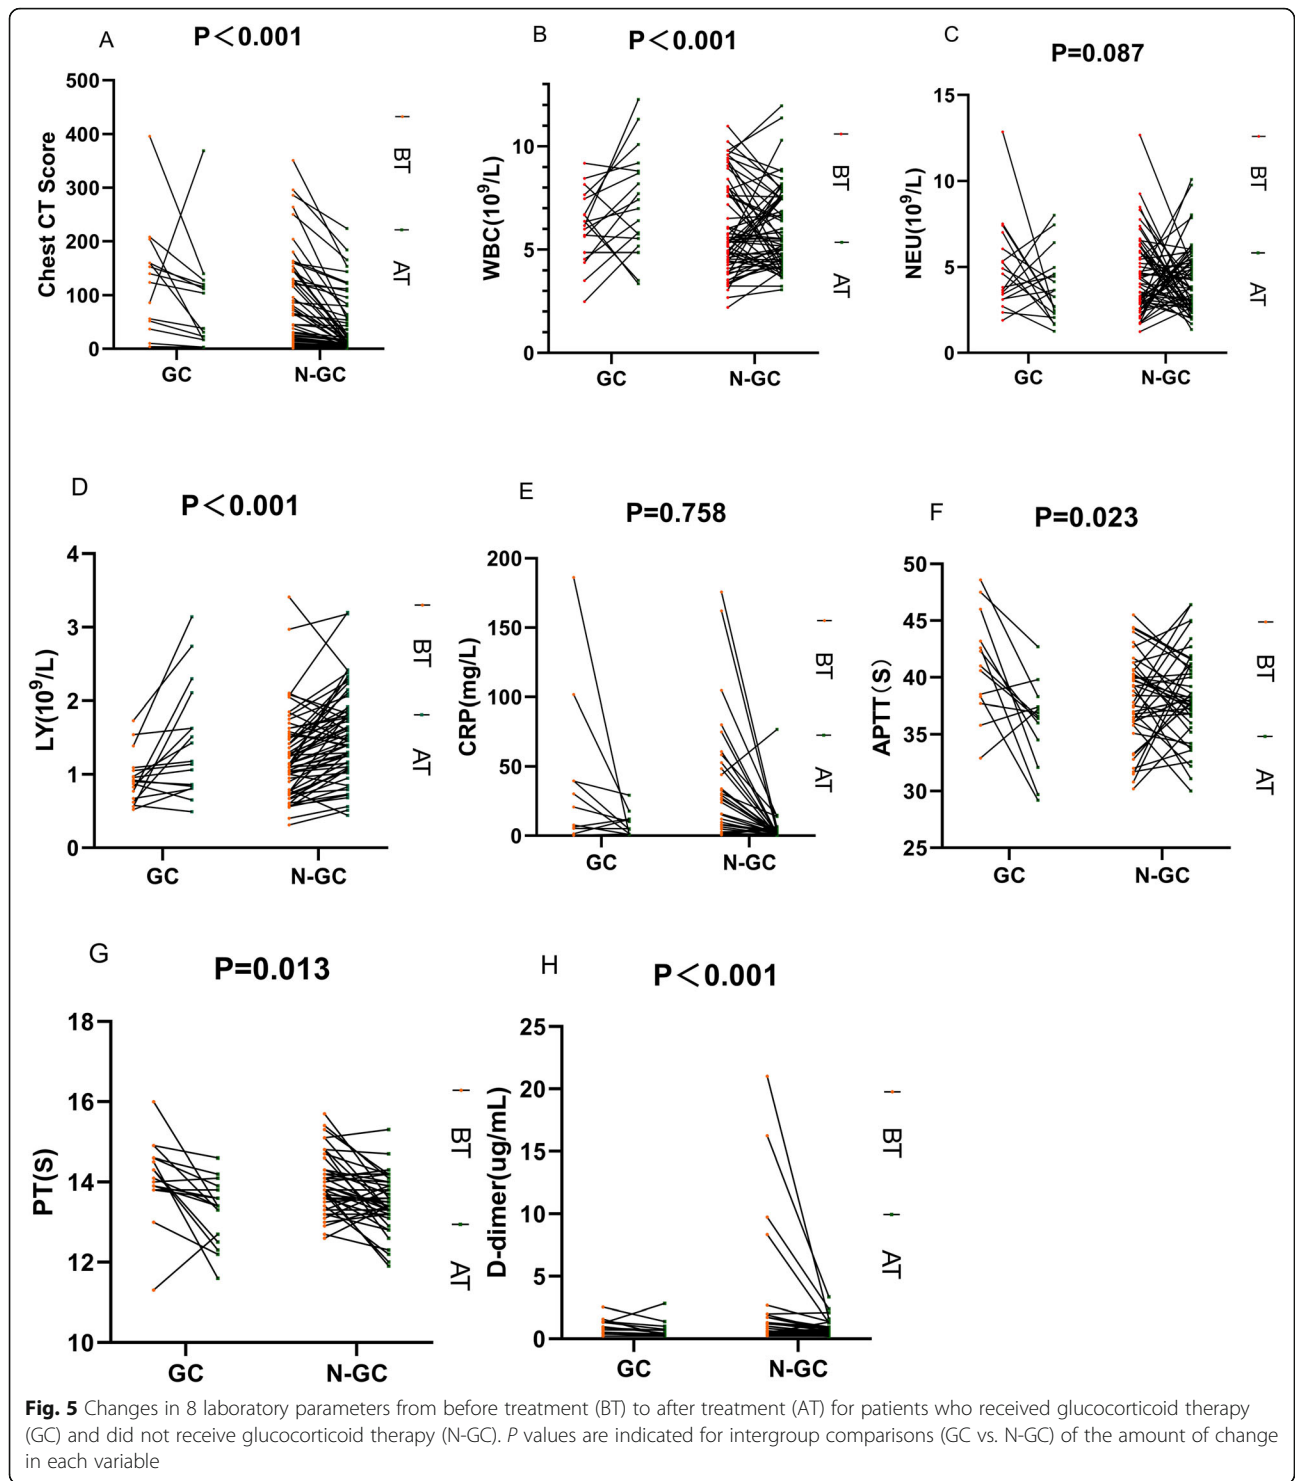 A
P＜0.001
Chest CT Score
500
400
300
200
100
0
GC
N-GC
BT
AT
B
P＜0.001
WBC(10⁹/L)
10
5
0
GC
N-GC
BT
AT
C
P=0.087
NEU(10⁹/L)
15
10
5
0
GC
N-GC
BT
AT
D
P＜0.001
LY(10⁹/L)
4
3
2
1
0
GC
N-GC
BT
AT
E
P=0.758
CRP(mg/L)
200
150
100
50
0
GC
N-GC
BT
AT
F
P=0.023
APTT（S）
50
45
40
35
30
25
GC
N-GC
BT
AT
G
P=0.013
PT(S)
18
16
14
12
10
GC
N-GC
BT
AT
H
P＜0.001
D-dimer(ug/mL)
25
20
15
10
5
0
GC
N-GC
BT
AT
Fig. 5 Changes in 8 laboratory parameters from before treatment (BT) to after treatment (AT) for patients who received glucocorticoid therapy
(GC) and did not receive glucocorticoid therapy (N-GC). P values are indicated for intergroup comparisons (GC vs. N-GC) of the amount of change
in each variable